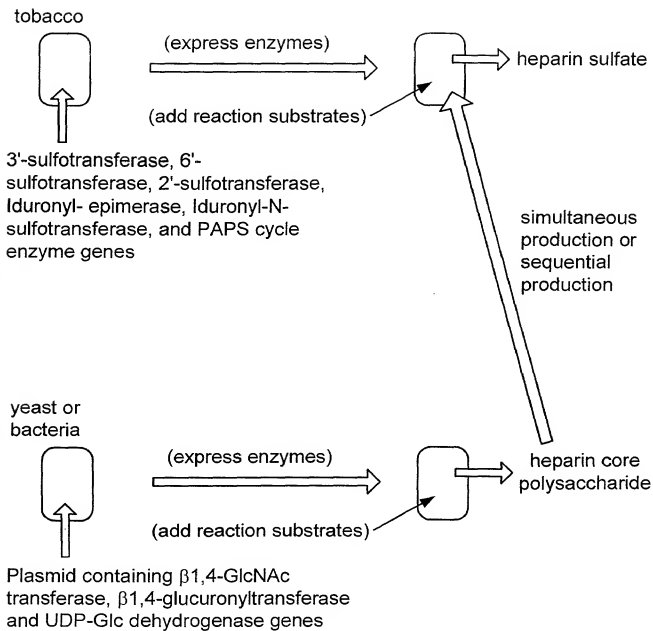 tobacco
(express enzymes)
heparin sulfate
(add reaction substrates)
3'-sulfotransferase, 6'-
sulfotransferase, 2'-sulfotransferase,
Iduronyl- epimerase, Iduronyl-N-
sulfotransferase, and PAPS cycle
enzyme genes
simultaneous
production or
sequential
production
yeast or
bacteria
(express enzymes)
heparin core
polysaccharide
(add reaction substrates)
Plasmid containing β1,4-GlcNAc
transferase, β1,4-glucuronyltransferase
and UDP-Glc dehydrogenase genes